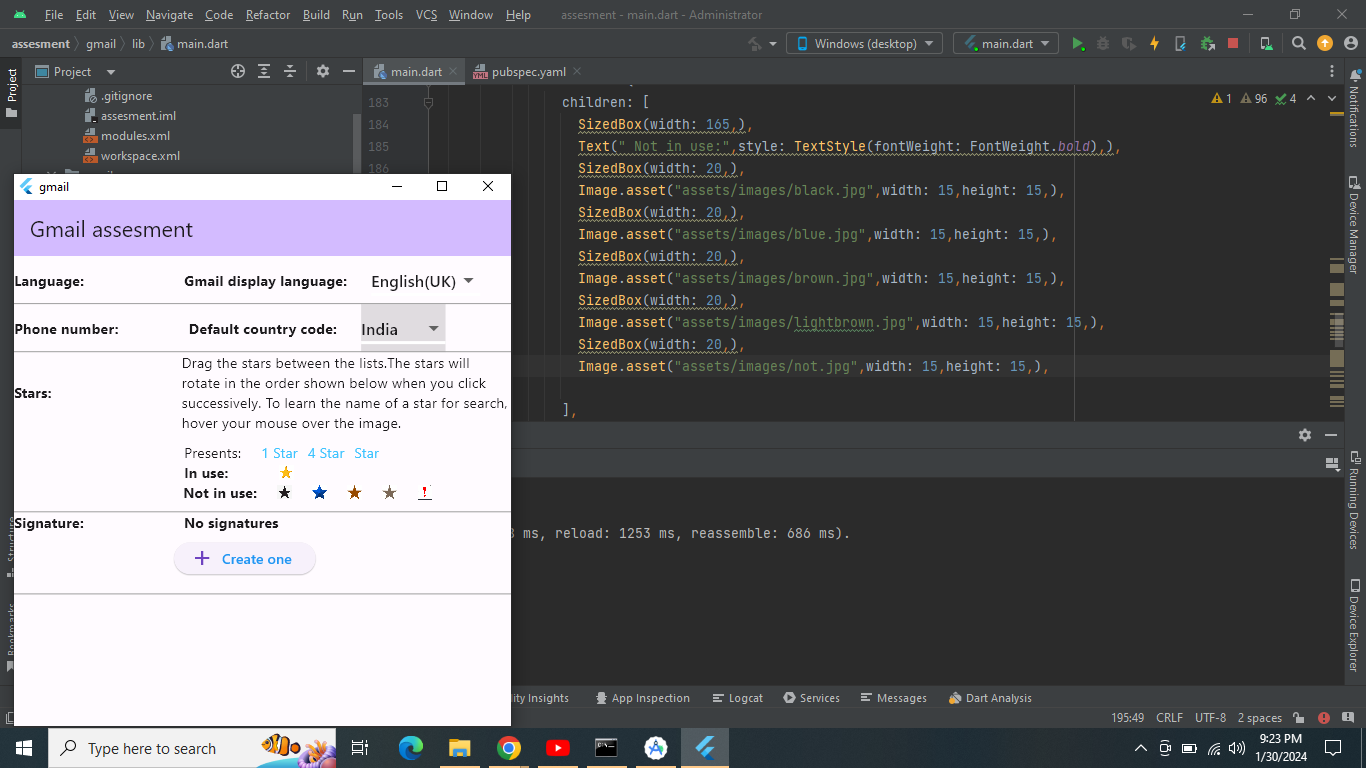 File Edit View Navigate Code Refactor Build Run Tools VCS Window Help assesment - main.dart - Administrator
assesment gmail lib main.dart Windows (desktop) main.dart
Project Project main.dart pubspec.yaml
.gitignore
assesment.iml
modules.xml
workspace.xml
183 children: [ 1 96 4
184 SizedBox(width: 165,),
185 Text(" Not in use:",style: TextStyle(fontWeight: FontWeight.bold),),
186 SizedBox(width: 20,),
Image.asset("assets/images/black.jpg",width: 15,height: 15,),
SizedBox(width: 20,),
Image.asset("assets/images/blue.jpg",width: 15,height: 15,),
SizedBox(width: 20,),
Image.asset("assets/images/brown.jpg",width: 15,height: 15,),
SizedBox(width: 20,),
Image.asset("assets/images/lightbrown.jpg",width: 15,height: 15,),
SizedBox(width: 20,),
Image.asset("assets/images/not.jpg",width: 15,height: 15,),
],
gmail
Gmail assesment
Language: Gmail display language: English(UK)
Phone number: Default country code: India
Drag the stars between the lists.The stars will
rotate in the order shown below when you click
Stars:
successively. To learn the name of a star for search,
hover your mouse over the image.
Presents: 1 Star 4 Star Star
In use:
Not in use:
Signature: No signatures
+ Create one
ms, reload: 1253 ms, reassemble: 686 ms).
Structure
Bookmarks
Notifications
Device Manager
Running Devices
Device Explorer
lity Insights App Inspection Logcat Services Messages Dart Analysis
195:49 CRLF UTF-8 2 spaces
Type here to search
9:23 PM
1/30/2024